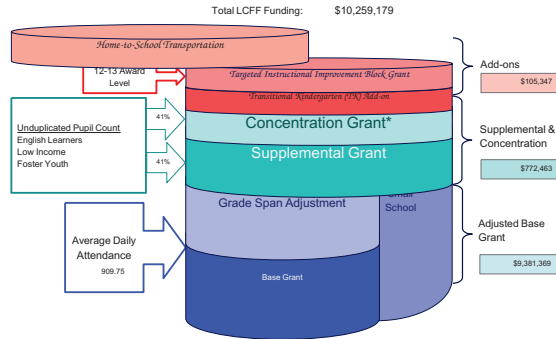 Total LCFF Funding: $10,259,179
Home-to-School Transportation
12-13 Award
Level
Targeted Instructional Improvement Block Grant
Transitional Kindergarten (TK) Add-on
Add-ons
$105,347
Unduplicated Pupil Count
English Learners
Low Income
Foster Youth
41%
41%
Concentration Grant*
Supplemental Grant
Supplemental &
Concentration
$772,463
Grade Span Adjustment
School
Average Daily
Attendance
909.75
Base Grant
Adjusted Base
Grant
$9,381,369